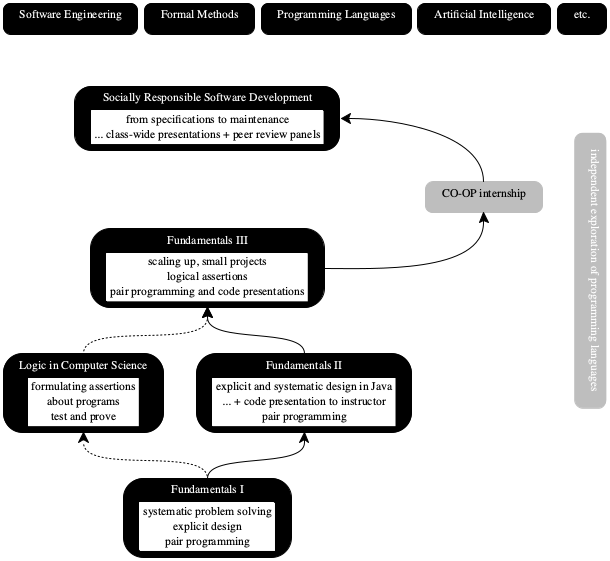 Software Engineering
Formal Methods
Programming Languages
Artificial Intelligence
etc.
Socially Responsible Software Development
from specifications to maintenance
... class-wide presentations + peer review panels
CO-OP internship
independent exploration of programming languages
Fundamentals III
scaling up, small projects
logical assertions
pair programming and code presentations
Logic in Computer Science
formulating assertions
about programs
test and prove
Fundamentals II
explicit and systematic design in Java
... + code presentation to instructor
pair programming
Fundamentals I
systematic problem solving
explicit design
pair programming